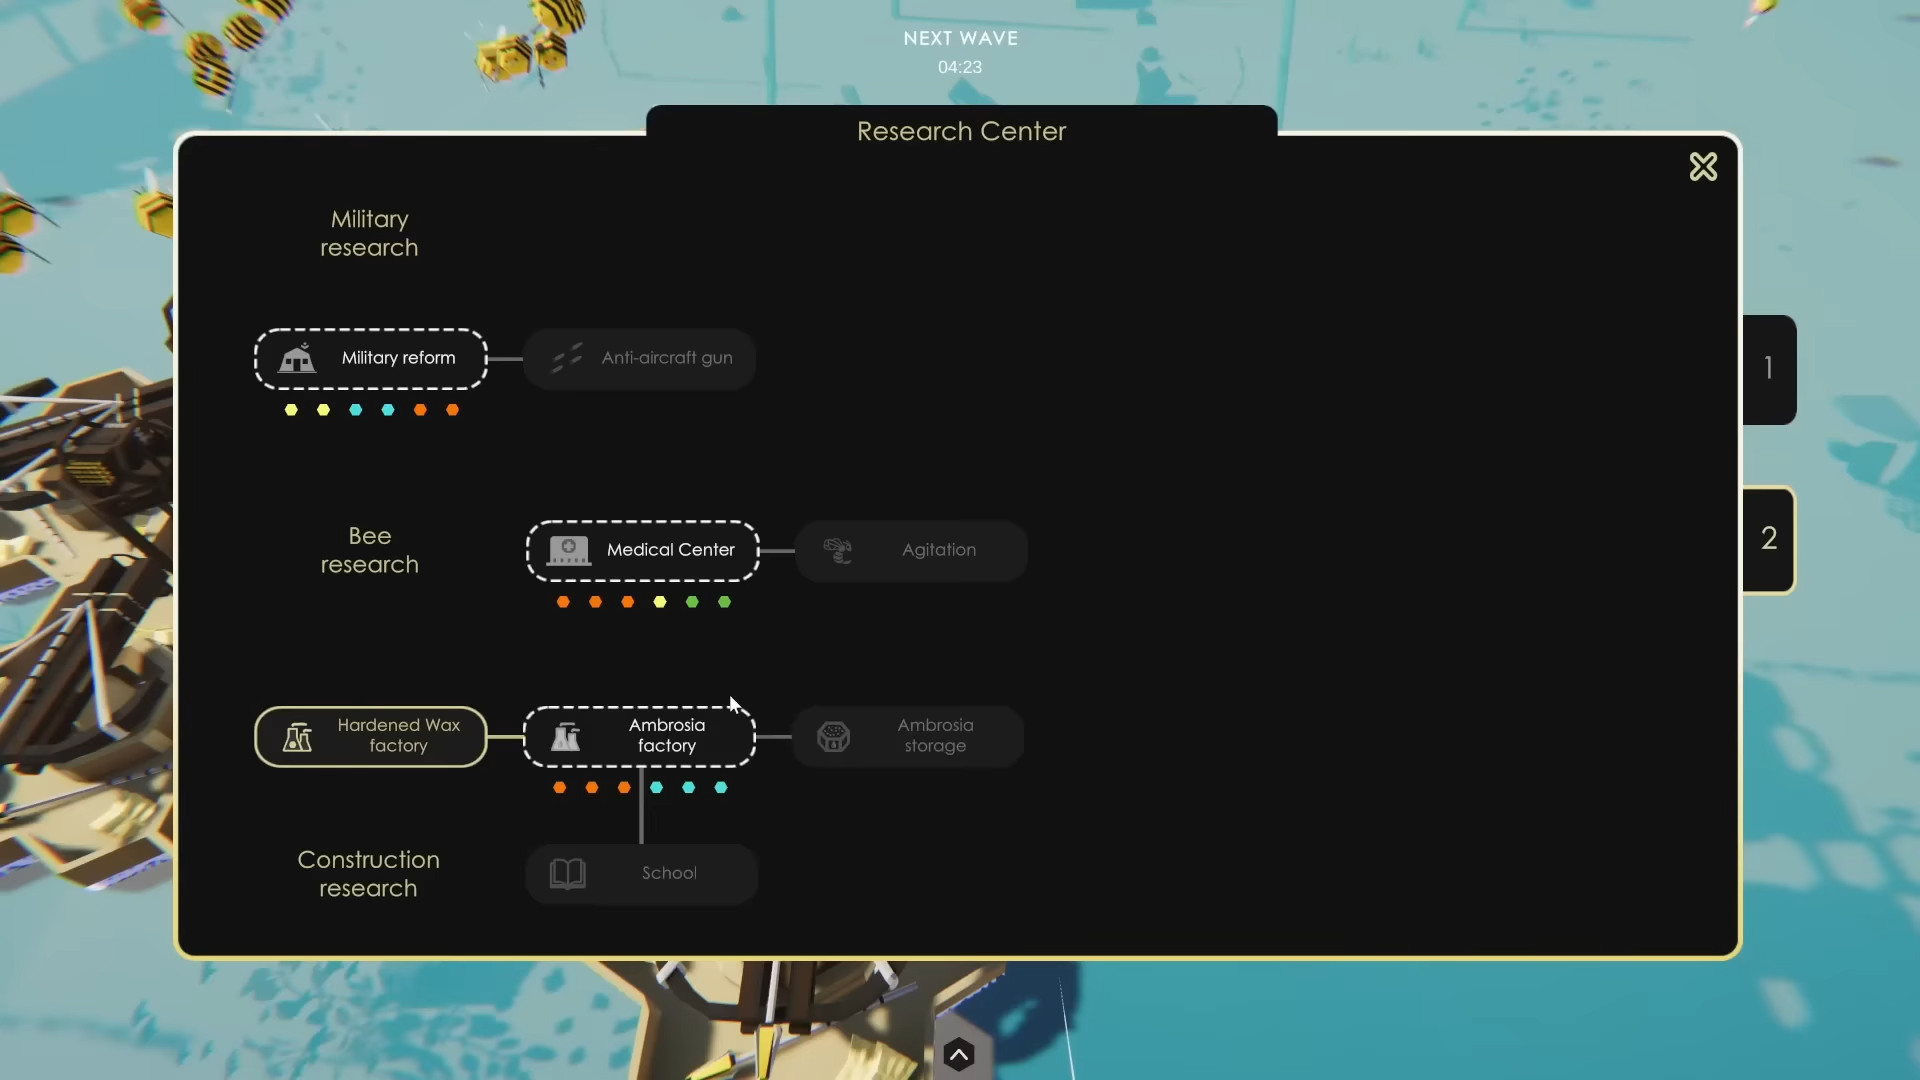 NEXT WAVE
04:23
Research Center
Military
research
Military reform
Anti-aircraft gun
1
Bee
research
Medical Center
Agitation
2
Hardened Wax
factory
Ambrosia
factory
Ambrosia
storage
Construction
research
School